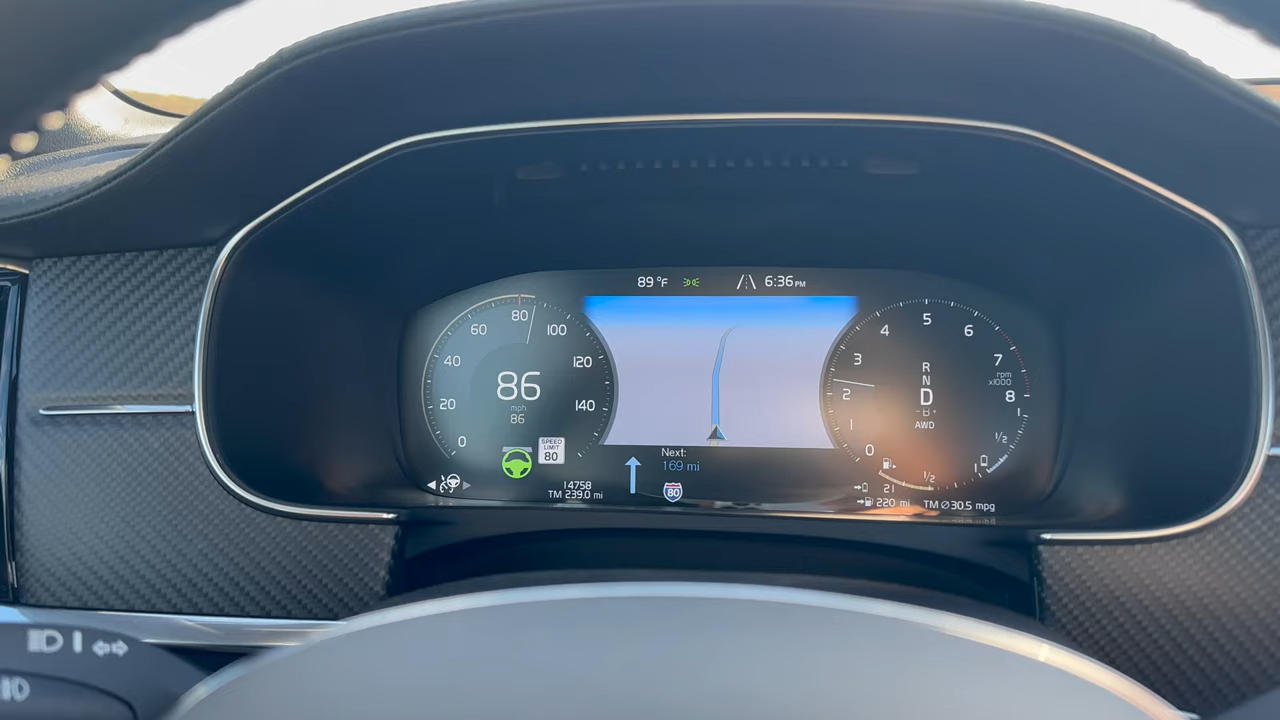 89 °F 6:36 PM
60 80 100
40 120
20 140
0
86
mph
86
SPEED
LIMIT
80
14758
TM 239.0 mi
Next:
169 mi
80
0 1 2 3 4 5 6 7 8
rpm
x1000
R
N
D
-B+
AWD
1
1/2
1/2
1
21
220 mi
TM Ø30.5 mpg